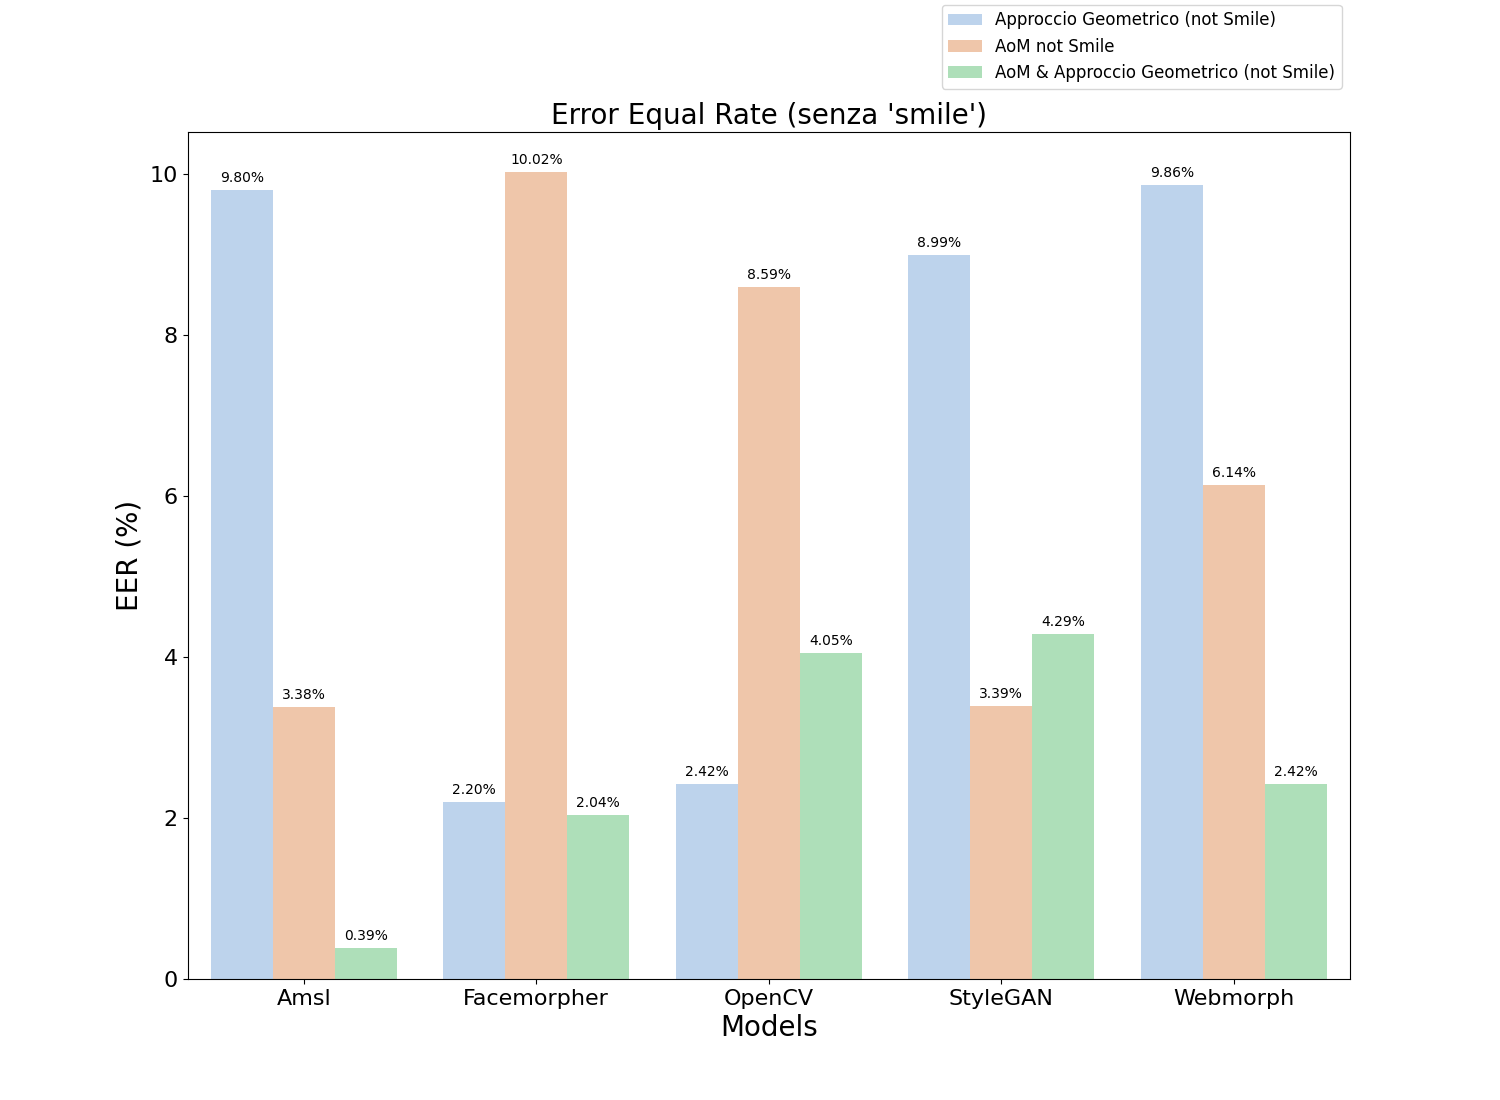 Approccio Geometrico (not Smile)
AoM not Smile
AoM & Approccio Geometrico (not Smile)
Error Equal Rate (senza 'smile')
EER (%)
10
8
6
4
2
0
9.80%
3.38%
0.39%
2.20%
10.02%
2.04%
2.42%
8.59%
4.05%
8.99%
3.39%
4.29%
9.86%
6.14%
2.42%
Amsl
Facemorpher
OpenCV
StyleGAN
Webmorph
Models